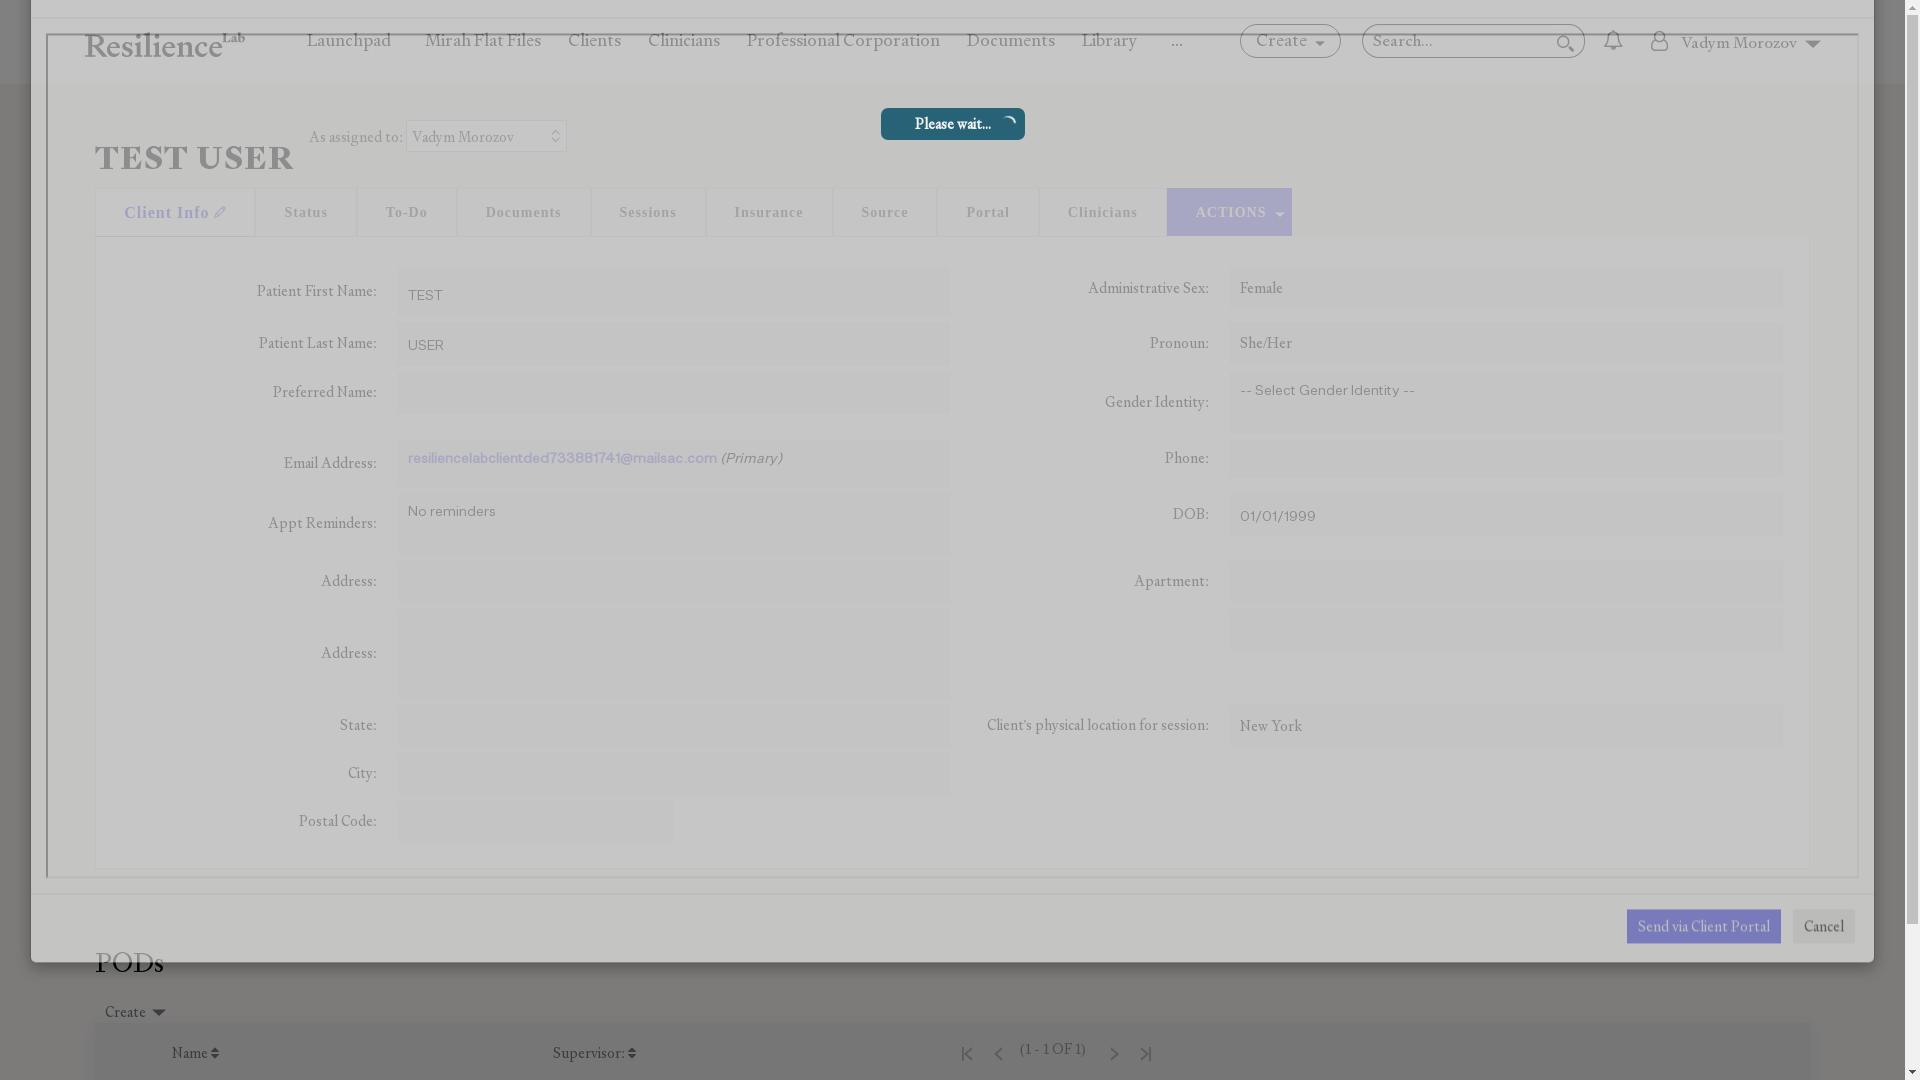 ResilienceLab Launchpad Mirah Flat Files Clients Clinicians Professional Corporation Documents Library ... Create Search... Vadym Morozov
Please wait...
TEST USER As assigned to: Vadym Morozov
Client Info Status To-Do Documents Sessions Insurance Source Portal Clinicians ACTIONS
Patient First Name: TEST Administrative Sex: Female
Patient Last Name: USER Pronoun: She/Her
Preferred Name: Gender Identity: -- Select Gender Identity --
Email Address: resiliencelabclientded733881741@mailsac.com (Primary) Phone:
Appt Reminders: No reminders DOB: 01/01/1999
Address: Apartment:
Address:
State: Client's physical location for session: New York
City:
Postal Code:
Send via Client Portal Cancel
PODs
Create
Name Supervisor: (1 - 1 OF 1)